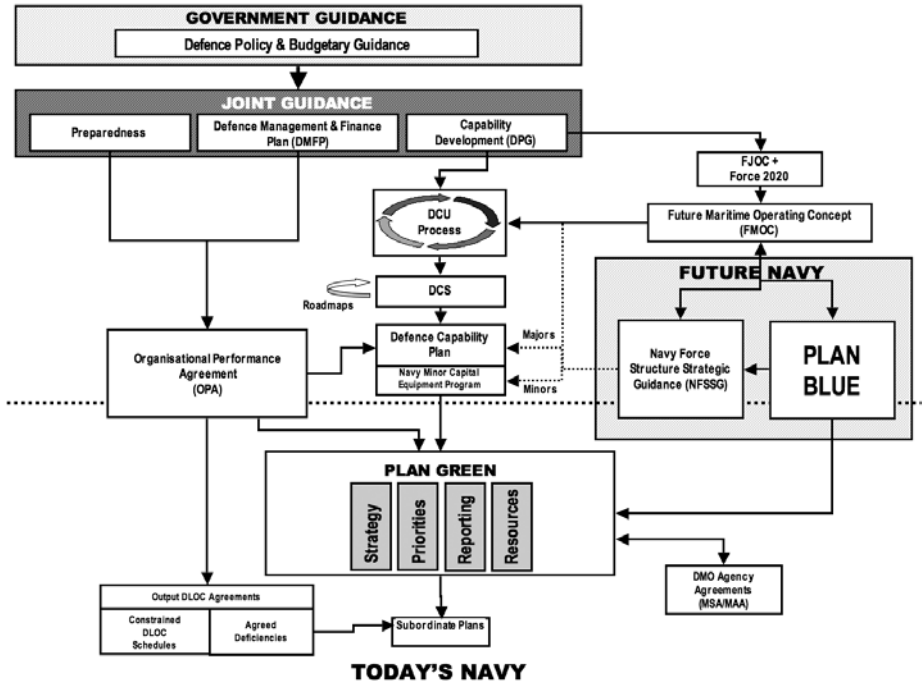 GOVERNMENT GUIDANCE
Defence Policy & Budgetary Guidance
JOINT GUIDANCE
Preparedness
Defence Management & Finance
Plan (DMFP)
Capability
Development (DPG)
FJOC +
Force 2020
DCU
Process
Future Maritime Operating Concept
(FMOC)
FUTURE NAVY
Roadmaps
DCS
Organisational Performance
Agreement
(OPA)
Defence Capability
Plan
Navy Minor Capital
Equipment Program
Majors
Minors
Navy Force
Structure Strategic
Guidance (NFSSG)
PLAN
BLUE
PLAN GREEN
Strategy
Priorities
Reporting
Resources
DMO Agency
Agreements
(MSA/MAA)
Output DLOC Agreements
Constrained
DLOC
Schedules
Agreed
Deficiencies
Subordinate Plans
TODAY'S NAVY